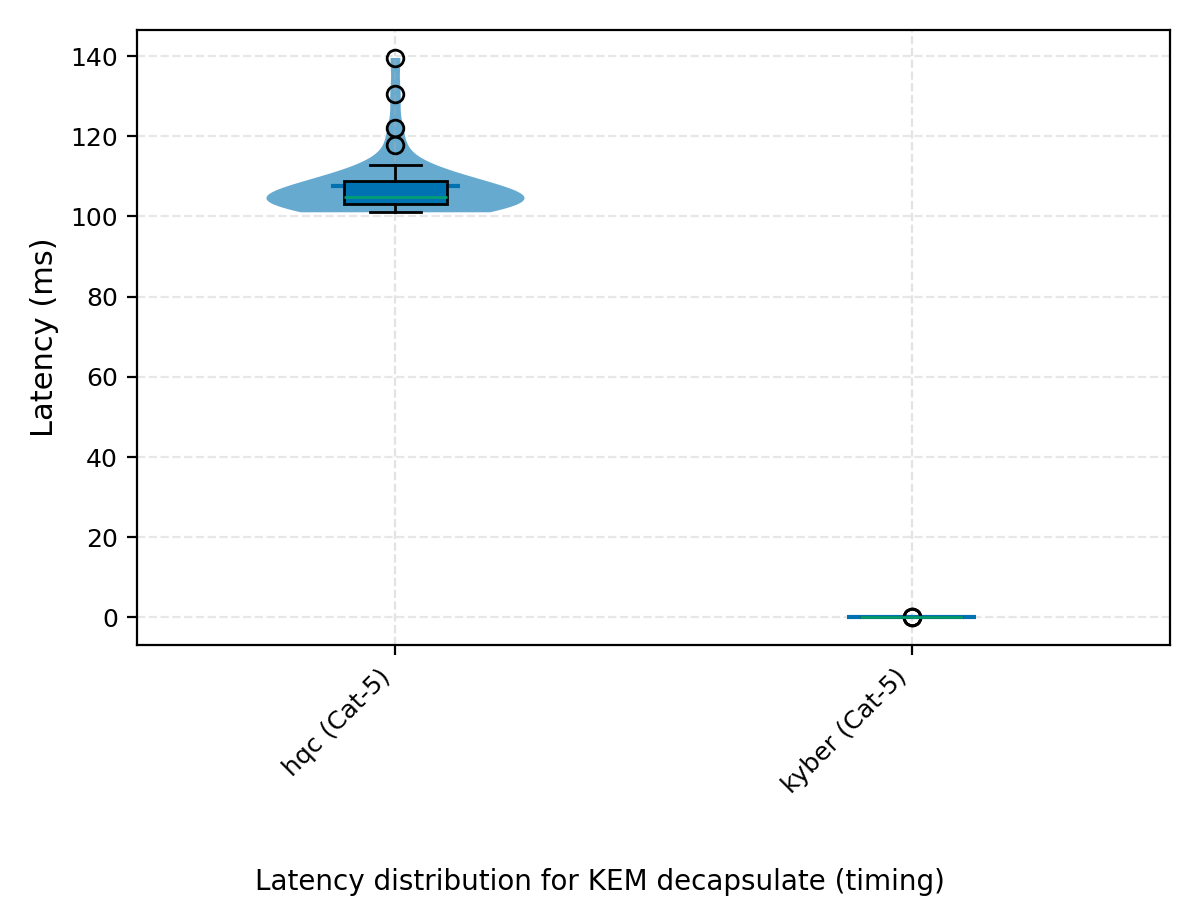 140
120
100
80
60
40
20
0
Latency (ms)
hqc (Cat-5)
kyber (Cat-5)
Latency distribution for KEM decapsulate (timing)